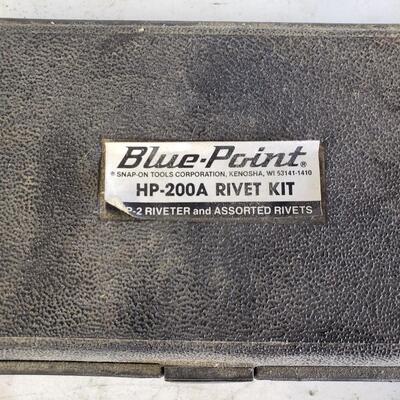 Blue-Point®
® SNAP-ON TOOLS CORPORATION, KENOSHA, WI 53141-1410
HP-200A RIVET KIT
P-2 RIVETER and ASSORTED RIVETS